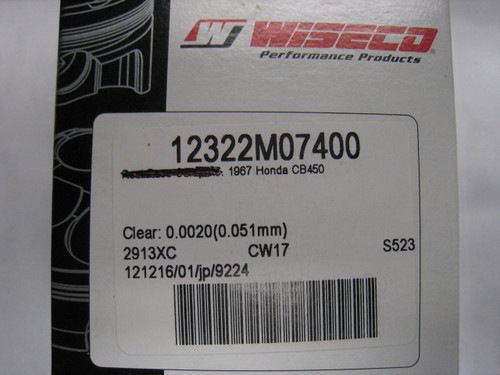 WISECO
Performance Products
12322M07400
1967 Honda CB450
Clear: 0.0020(0.051mm)
2913XC CW17 S523
121216/01/jp/9224